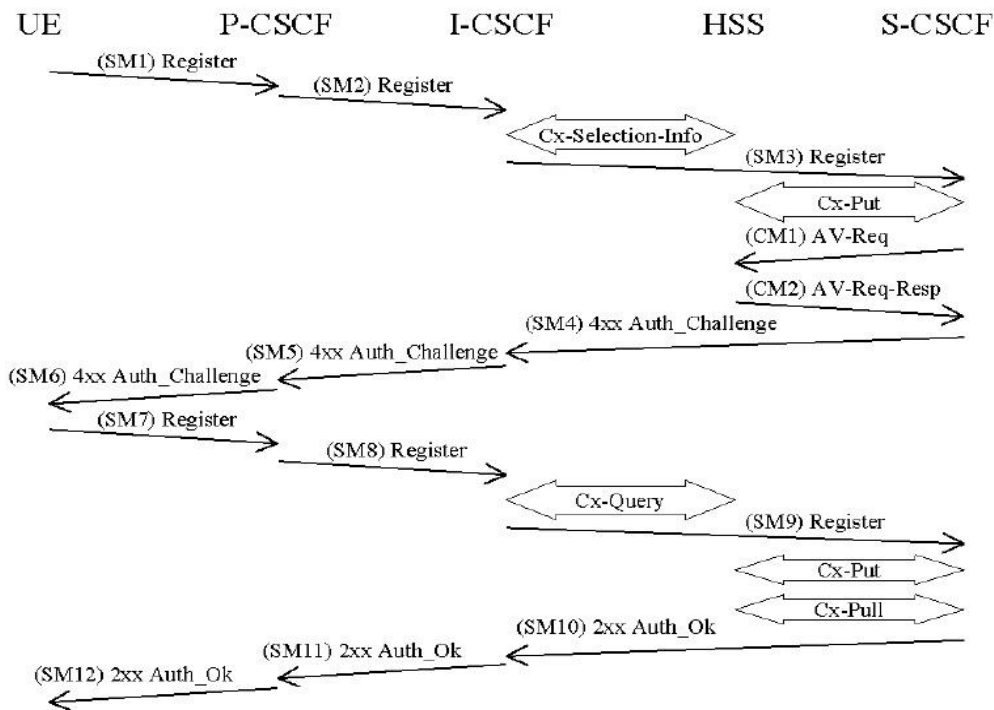 UE P-CSCF I-CSCF HSS S-CSCF
(SM1) Register
(SM2) Register
Cx-Selection-Info
(SM3) Register
Cx-Put
(CM1) AV-Req
(CM2) AV-Req-Resp
(SM4) 4xx Auth_Challenge
(SM5) 4xx Auth_Challenge
(SM6) 4xx Auth_Challenge
(SM7) Register
(SM8) Register
Cx-Query
(SM9) Register
Cx-Put
Cx-Pull
(SM10) 2xx Auth_Ok
(SM11) 2xx Auth_Ok
(SM12) 2xx Auth_Ok